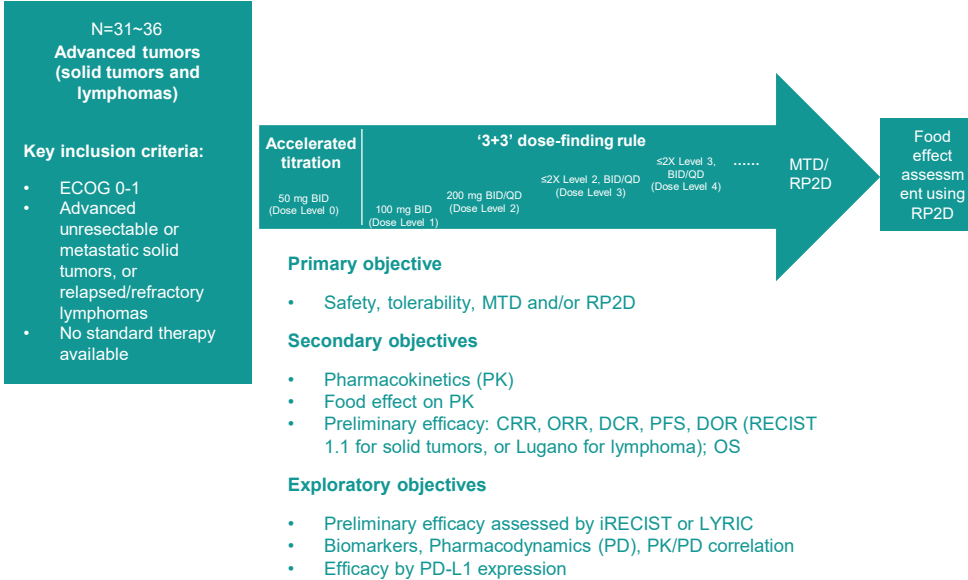 N=31~36
Advanced tumors
(solid tumors and
lymphomas)
Key inclusion criteria:
• ECOG 0-1
• Advanced
unresectable or
metastatic solid
tumors, or
relapsed/refractory
lymphomas
• No standard therapy
available
Accelerated
titration
50 mg BID
(Dose Level 0)
‘3+3’ dose-finding rule
100 mg BID
(Dose Level 1)
200 mg BID/QD
(Dose Level 2)
≤2X Level 2, BID/QD
(Dose Level 3)
≤2X Level 3,
BID/QD
(Dose Level 4)
......
MTD/
RP2D
Food
effect
assessm
ent using
RP2D
Primary objective
• Safety, tolerability, MTD and/or RP2D
Secondary objectives
• Pharmacokinetics (PK)
• Food effect on PK
• Preliminary efficacy: CRR, ORR, DCR, PFS, DOR (RECIST
1.1 for solid tumors, or Lugano for lymphoma); OS
Exploratory objectives
• Preliminary efficacy assessed by iRECIST or LYRIC
• Biomarkers, Pharmacodynamics (PD), PK/PD correlation
• Efficacy by PD-L1 expression